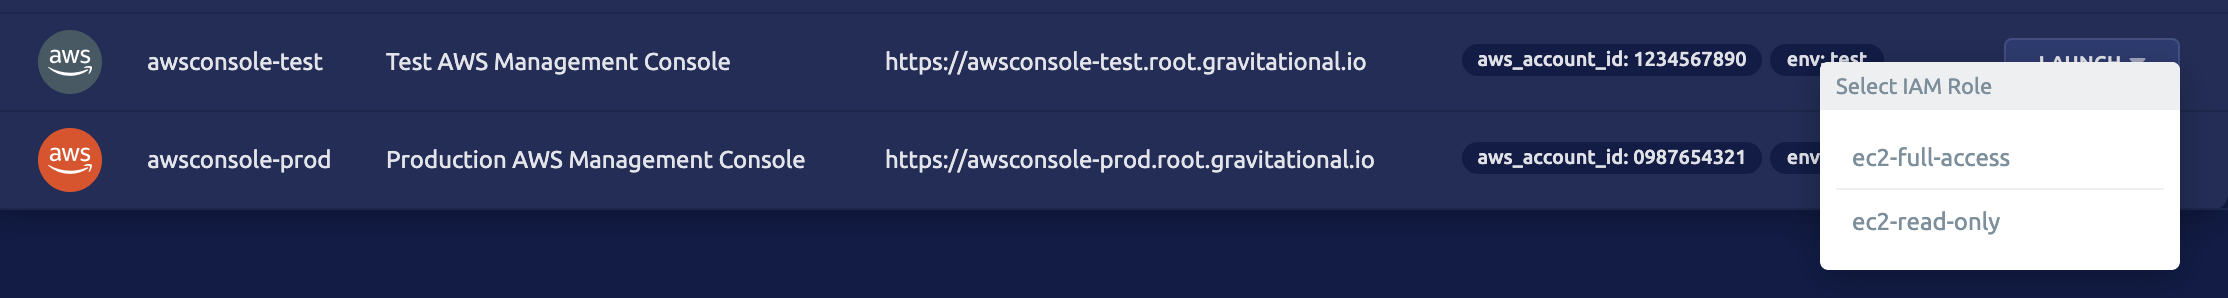 aws awsconsole-test Test AWS Management Console https://awsconsole-test.root.gravitational.io aws_account_id: 1234567890 env: test LAUNCH
Select IAM Role
aws awsconsole-prod Production AWS Management Console https://awsconsole-prod.root.gravitational.io aws_account_id: 0987654321 env
ec2-full-access
ec2-read-only